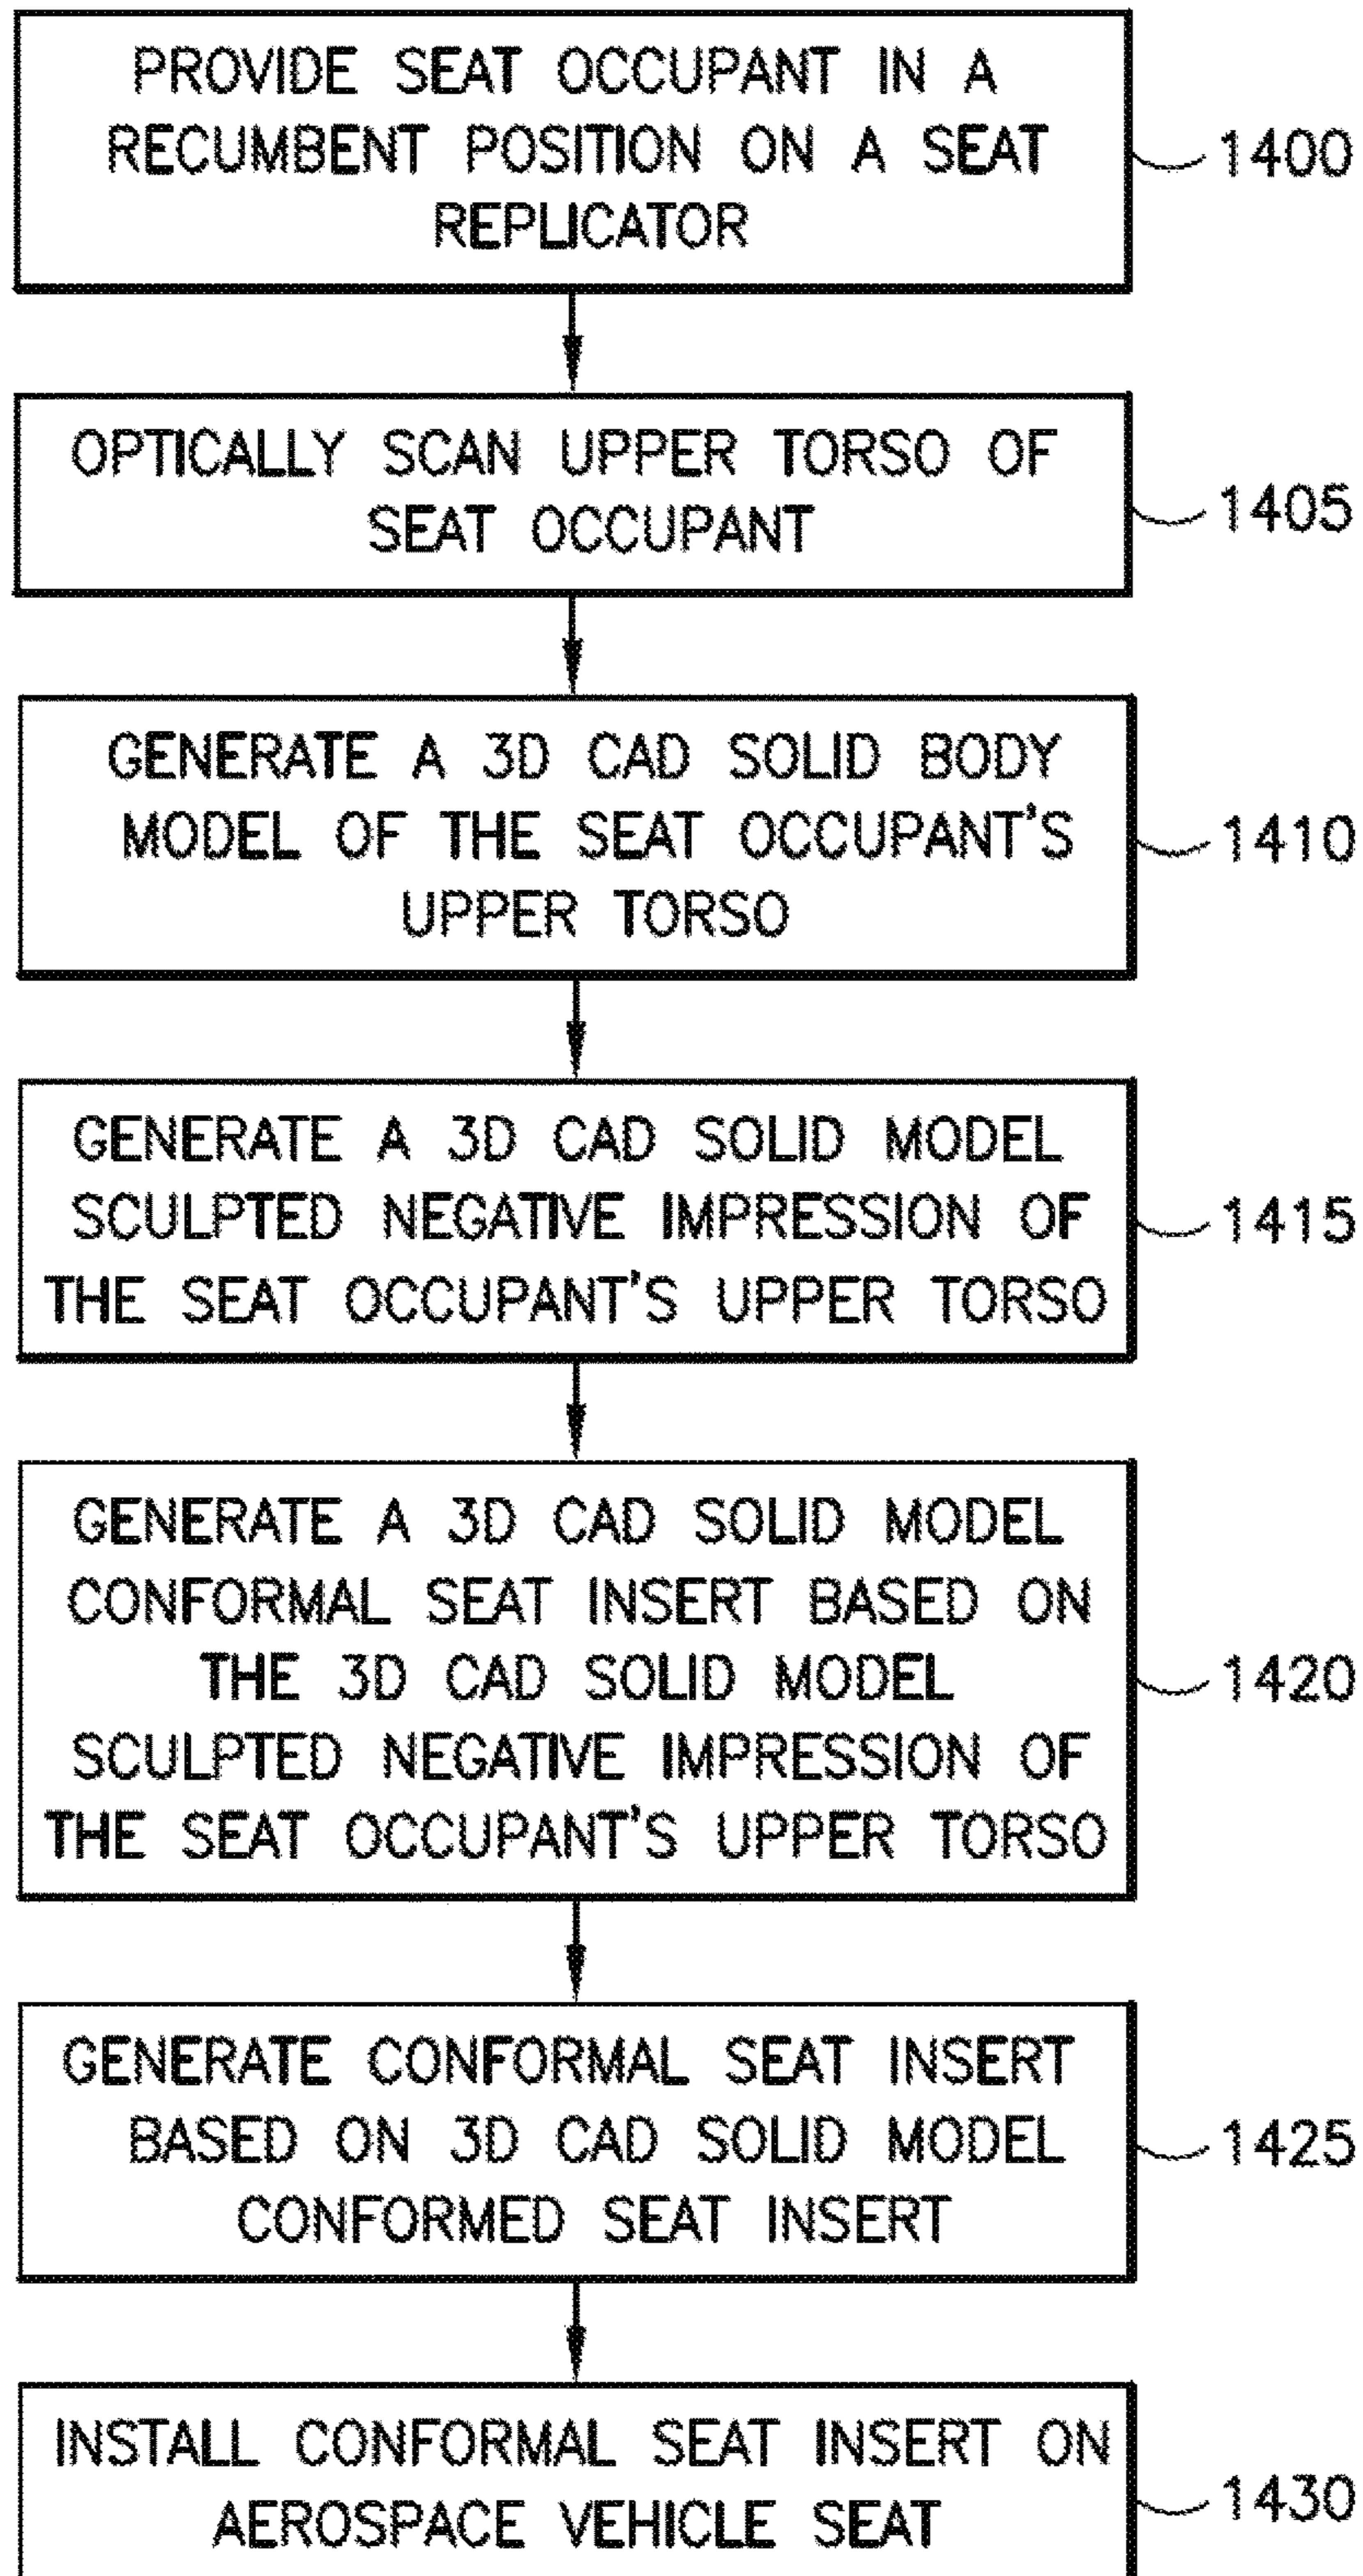 PROVIDE SEAT OCCUPANT IN A
RECUMBENT POSITION ON A SEAT
REPLICATOR
1400
OPTICALLY SCAN UPPER TORSO OF
SEAT OCCUPANT
1405
GENERATE A 3D CAD SOLID BODY
MODEL OF THE SEAT OCCUPANT'S
UPPER TORSO
1410
GENERATE A 3D CAD SOLID MODEL
SCULPTED NEGATIVE IMPRESSION OF
THE SEAT OCCUPANT'S UPPER TORSO
1415
GENERATE A 3D CAD SOLID MODEL
CONFORMAL SEAT INSERT BASED ON
THE 3D CAD SOLID MODEL
SCULPTED NEGATIVE IMPRESSION OF
THE SEAT OCCUPANT'S UPPER TORSO
1420
GENERATE CONFORMAL SEAT INSERT
BASED ON 3D CAD SOLID MODEL
CONFORMED SEAT INSERT
1425
INSTALL CONFORMAL SEAT INSERT ON
AEROSPACE VEHICLE SEAT
1430